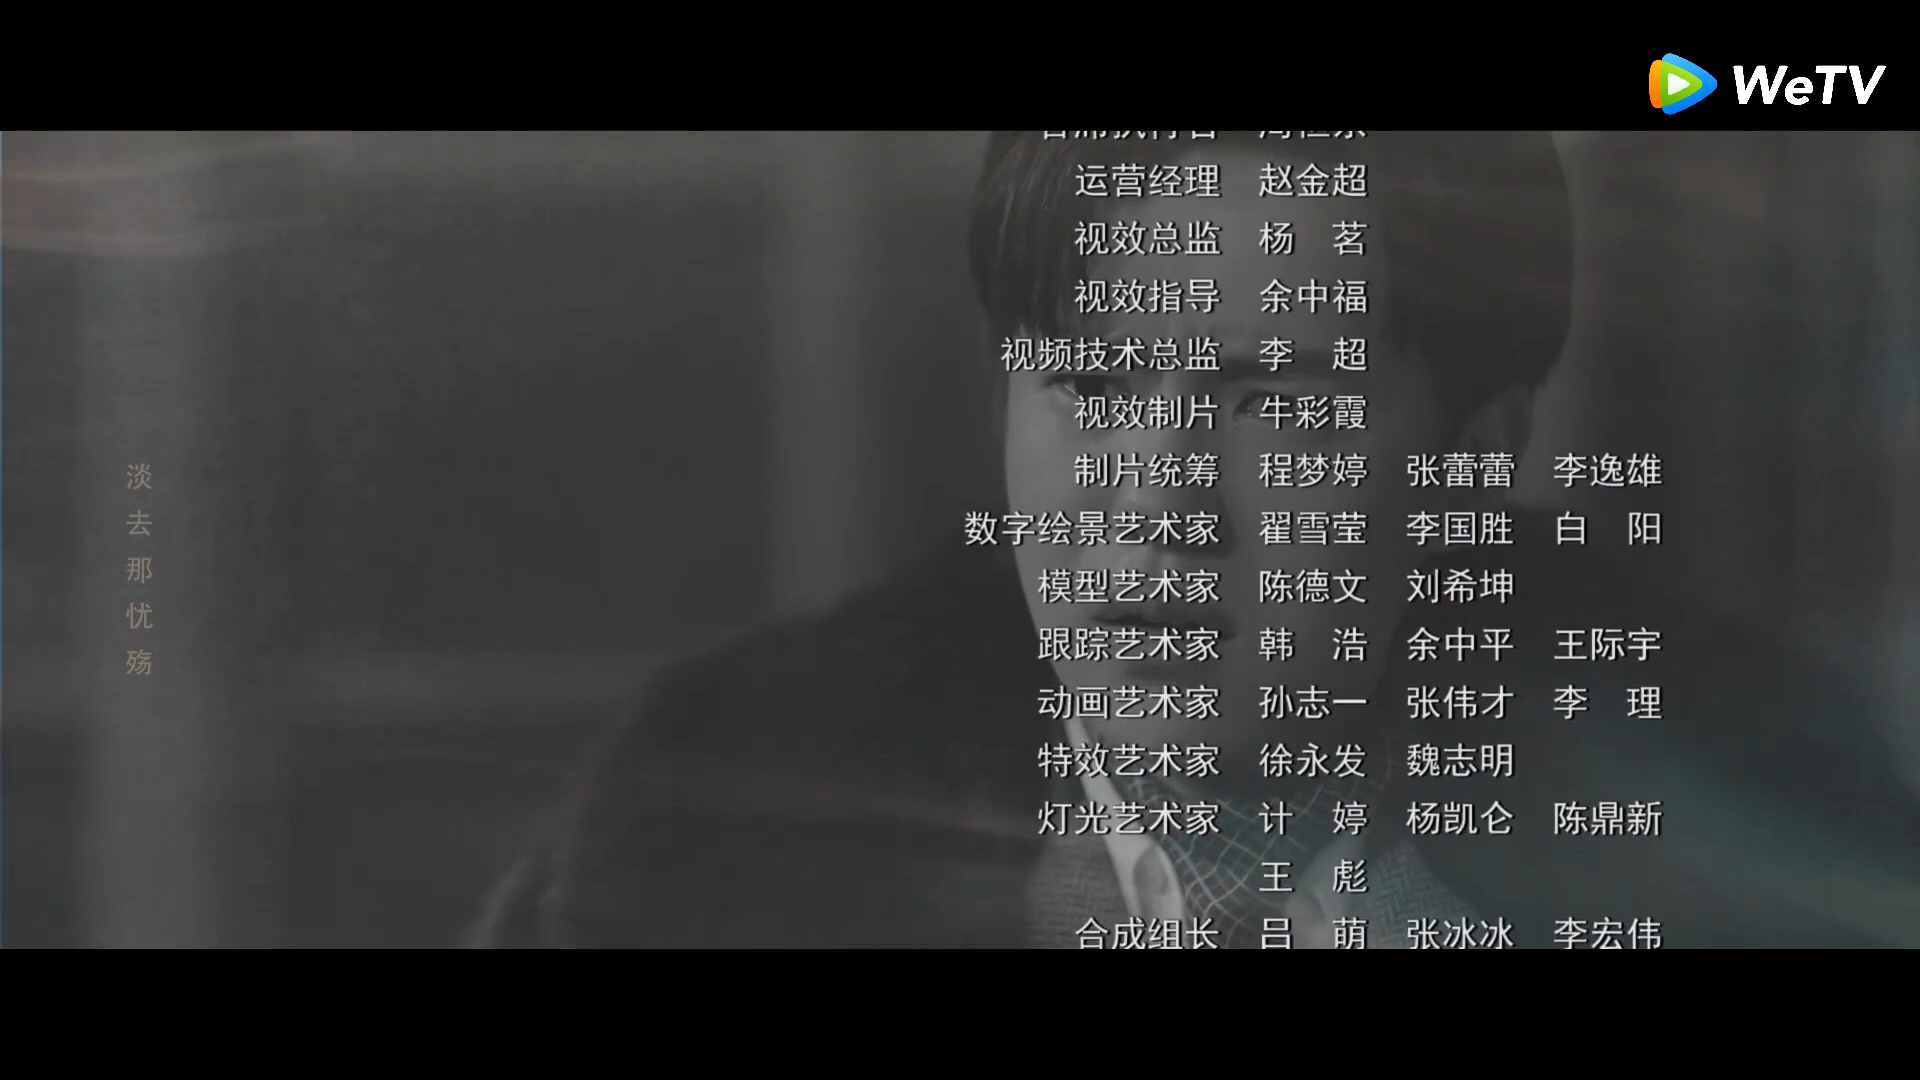 WeTV
运营经理 赵金超
视效总监 杨 茗
视效指导 余中福
视频技术总监 李 超
视效制片 牛彩霞
制片统筹 程梦婷 张蕾蕾 李逸雄
数字绘景艺术家 翟雪莹 李国胜 白 阳
模型艺术家 陈德文 刘希坤
跟踪艺术家 韩 浩 余中平 王际宇
动画艺术家 孙志一 张伟才 李 理
特效艺术家 徐永发 魏志明
灯光艺术家 计 婷 杨凯仑 陈鼎新
王 彪
合成组长 吕 萌 张冰冰 李宏伟
淡去那忧殇